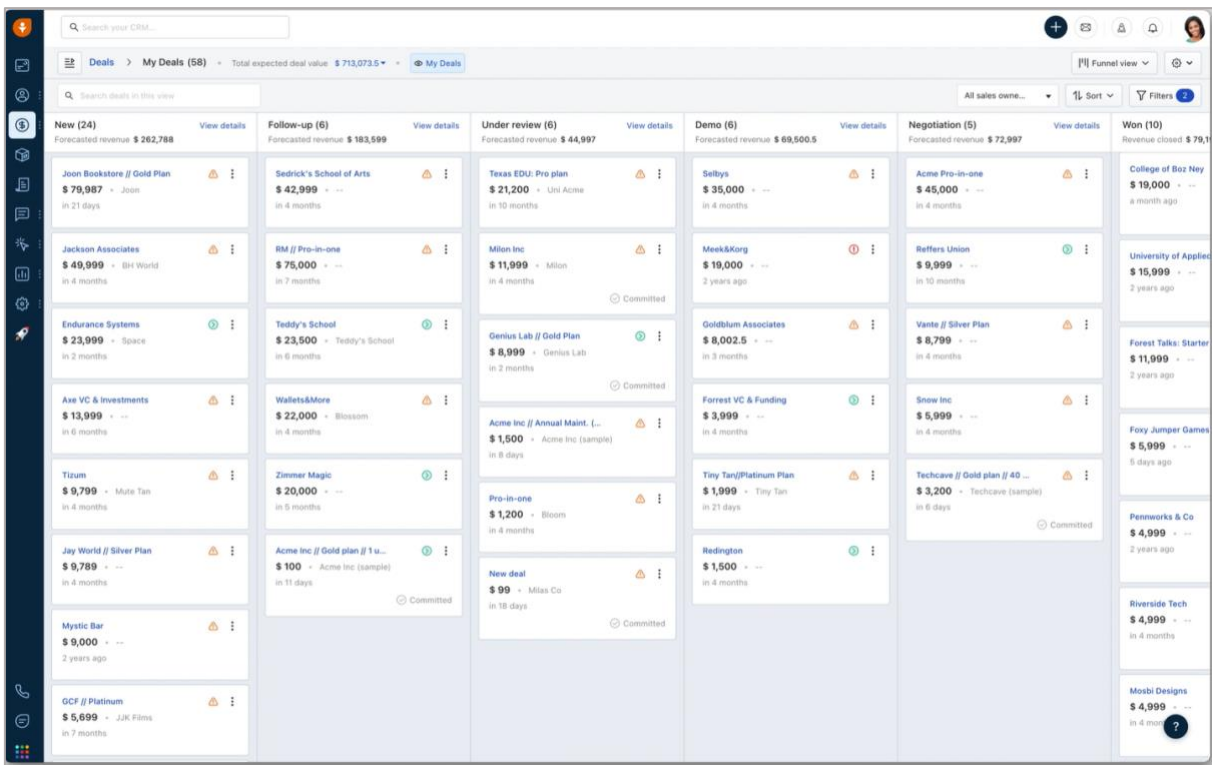 Search your CRM...
Deals > My Deals (58) • Total expected deal value $ 713,073.5 • My Deals
Funnel view
Search deals in this view
All sales owne...
Sort
Filters 2
New (24) View details
Forecasted revenue $ 262,788
Joon Bookstore // Gold Plan
$ 79,987 • Joon
in 21 days
Jackson Associates
$ 49,999 • BH World
in 4 months
Endurance Systems
$ 23,999 • Space
in 2 months
Axe VC & Investments
$ 13,999 • --
in 6 months
Tizum
$ 9,799 • Mute Tan
in 4 months
Jay World // Silver Plan
$ 9,789 • --
in 4 months
Mystic Bar
$ 9,000 • --
2 years ago
GCF // Platinum
$ 5,699 • JJK Films
in 7 months
Follow-up (6) View details
Forecasted revenue $ 183,599
Sedrick's School of Arts
$ 42,999 • --
in 4 months
RM // Pro-in-one
$ 75,000 • --
in 7 months
Teddy's School
$ 23,500 • Teddy's School
in 6 months
Wallets&More
$ 22,000 • Blossom
in 4 months
Zimmer Magic
$ 20,000 • --
in 5 months
Acme Inc // Gold plan // 1 u...
$ 100 • Acme Inc (sample)
in 11 days
Committed
Under review (6) View details
Forecasted revenue $ 44,997
Texas EDU: Pro plan
$ 21,200 • Uni Acme
in 10 months
Milon Inc
$ 11,999 • Milon
in 4 months
Committed
Genius Lab // Gold Plan
$ 8,999 • Genius Lab
in 2 months
Committed
Acme Inc // Annual Maint. (...
$ 1,500 • Acme Inc (sample)
in 8 days
Pro-in-one
$ 1,200 • Bloom
in 4 months
New deal
$ 99 • Milas Co
in 18 days
Committed
Demo (6) View details
Forecasted revenue $ 69,500.5
Selbys
$ 35,000 • --
in 4 months
Meek&Korg
$ 19,000 • --
2 years ago
Goldblum Associates
$ 8,002.5 • --
in 3 months
Forrest VC & Funding
$ 3,999 • --
in 4 months
Tiny Tan//Platinum Plan
$ 1,999 • Tiny Tan
in 21 days
Redington
$ 1,500 • --
in 4 months
Negotiation (5) View details
Forecasted revenue $ 72,997
Acme Pro-in-one
$ 45,000 • --
in 4 months
Reffers Union
$ 9,999 • --
in 10 months
Vante // Silver Plan
$ 8,799 • --
in 4 months
Snow Inc
$ 5,999 • --
in 4 months
Techcave // Gold plan // 40 ...
$ 3,200 • Techcave (sample)
in 6 days
Committed
Won (10)
Revenue closed $ 79,1
College of Boz Ney
$ 19,000 • --
a month ago
University of Applied
$ 15,999 • --
2 years ago
Forest Talks: Starter
$ 11,999 • --
2 years ago
Foxy Jumper Games
$ 5,999 • --
5 days ago
Pennworks & Co
$ 4,999 • --
2 years ago
Riverside Tech
$ 4,999 • --
in 4 months
Mosbi Designs
$ 4,999 • --
in 4 mon
?